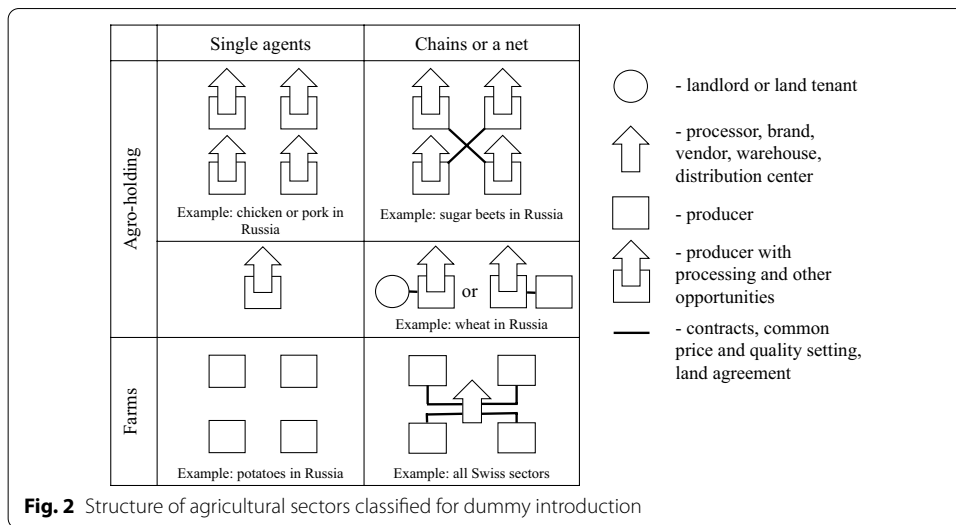 Single agents
Chains or a net
Agro-holding
Example: chicken or pork in
Russia
Example: sugar beets in Russia
or
Example: wheat in Russia
Farms
Example: potatoes in Russia
Example: all Swiss sectors
- landlord or land tenant
- processor, brand,
vendor, warehouse,
distribution center
- producer
- producer with
processing and other
opportunities
- contracts, common
price and quality setting,
land agreement
Fig. 2 Structure of agricultural sectors classified for dummy introduction